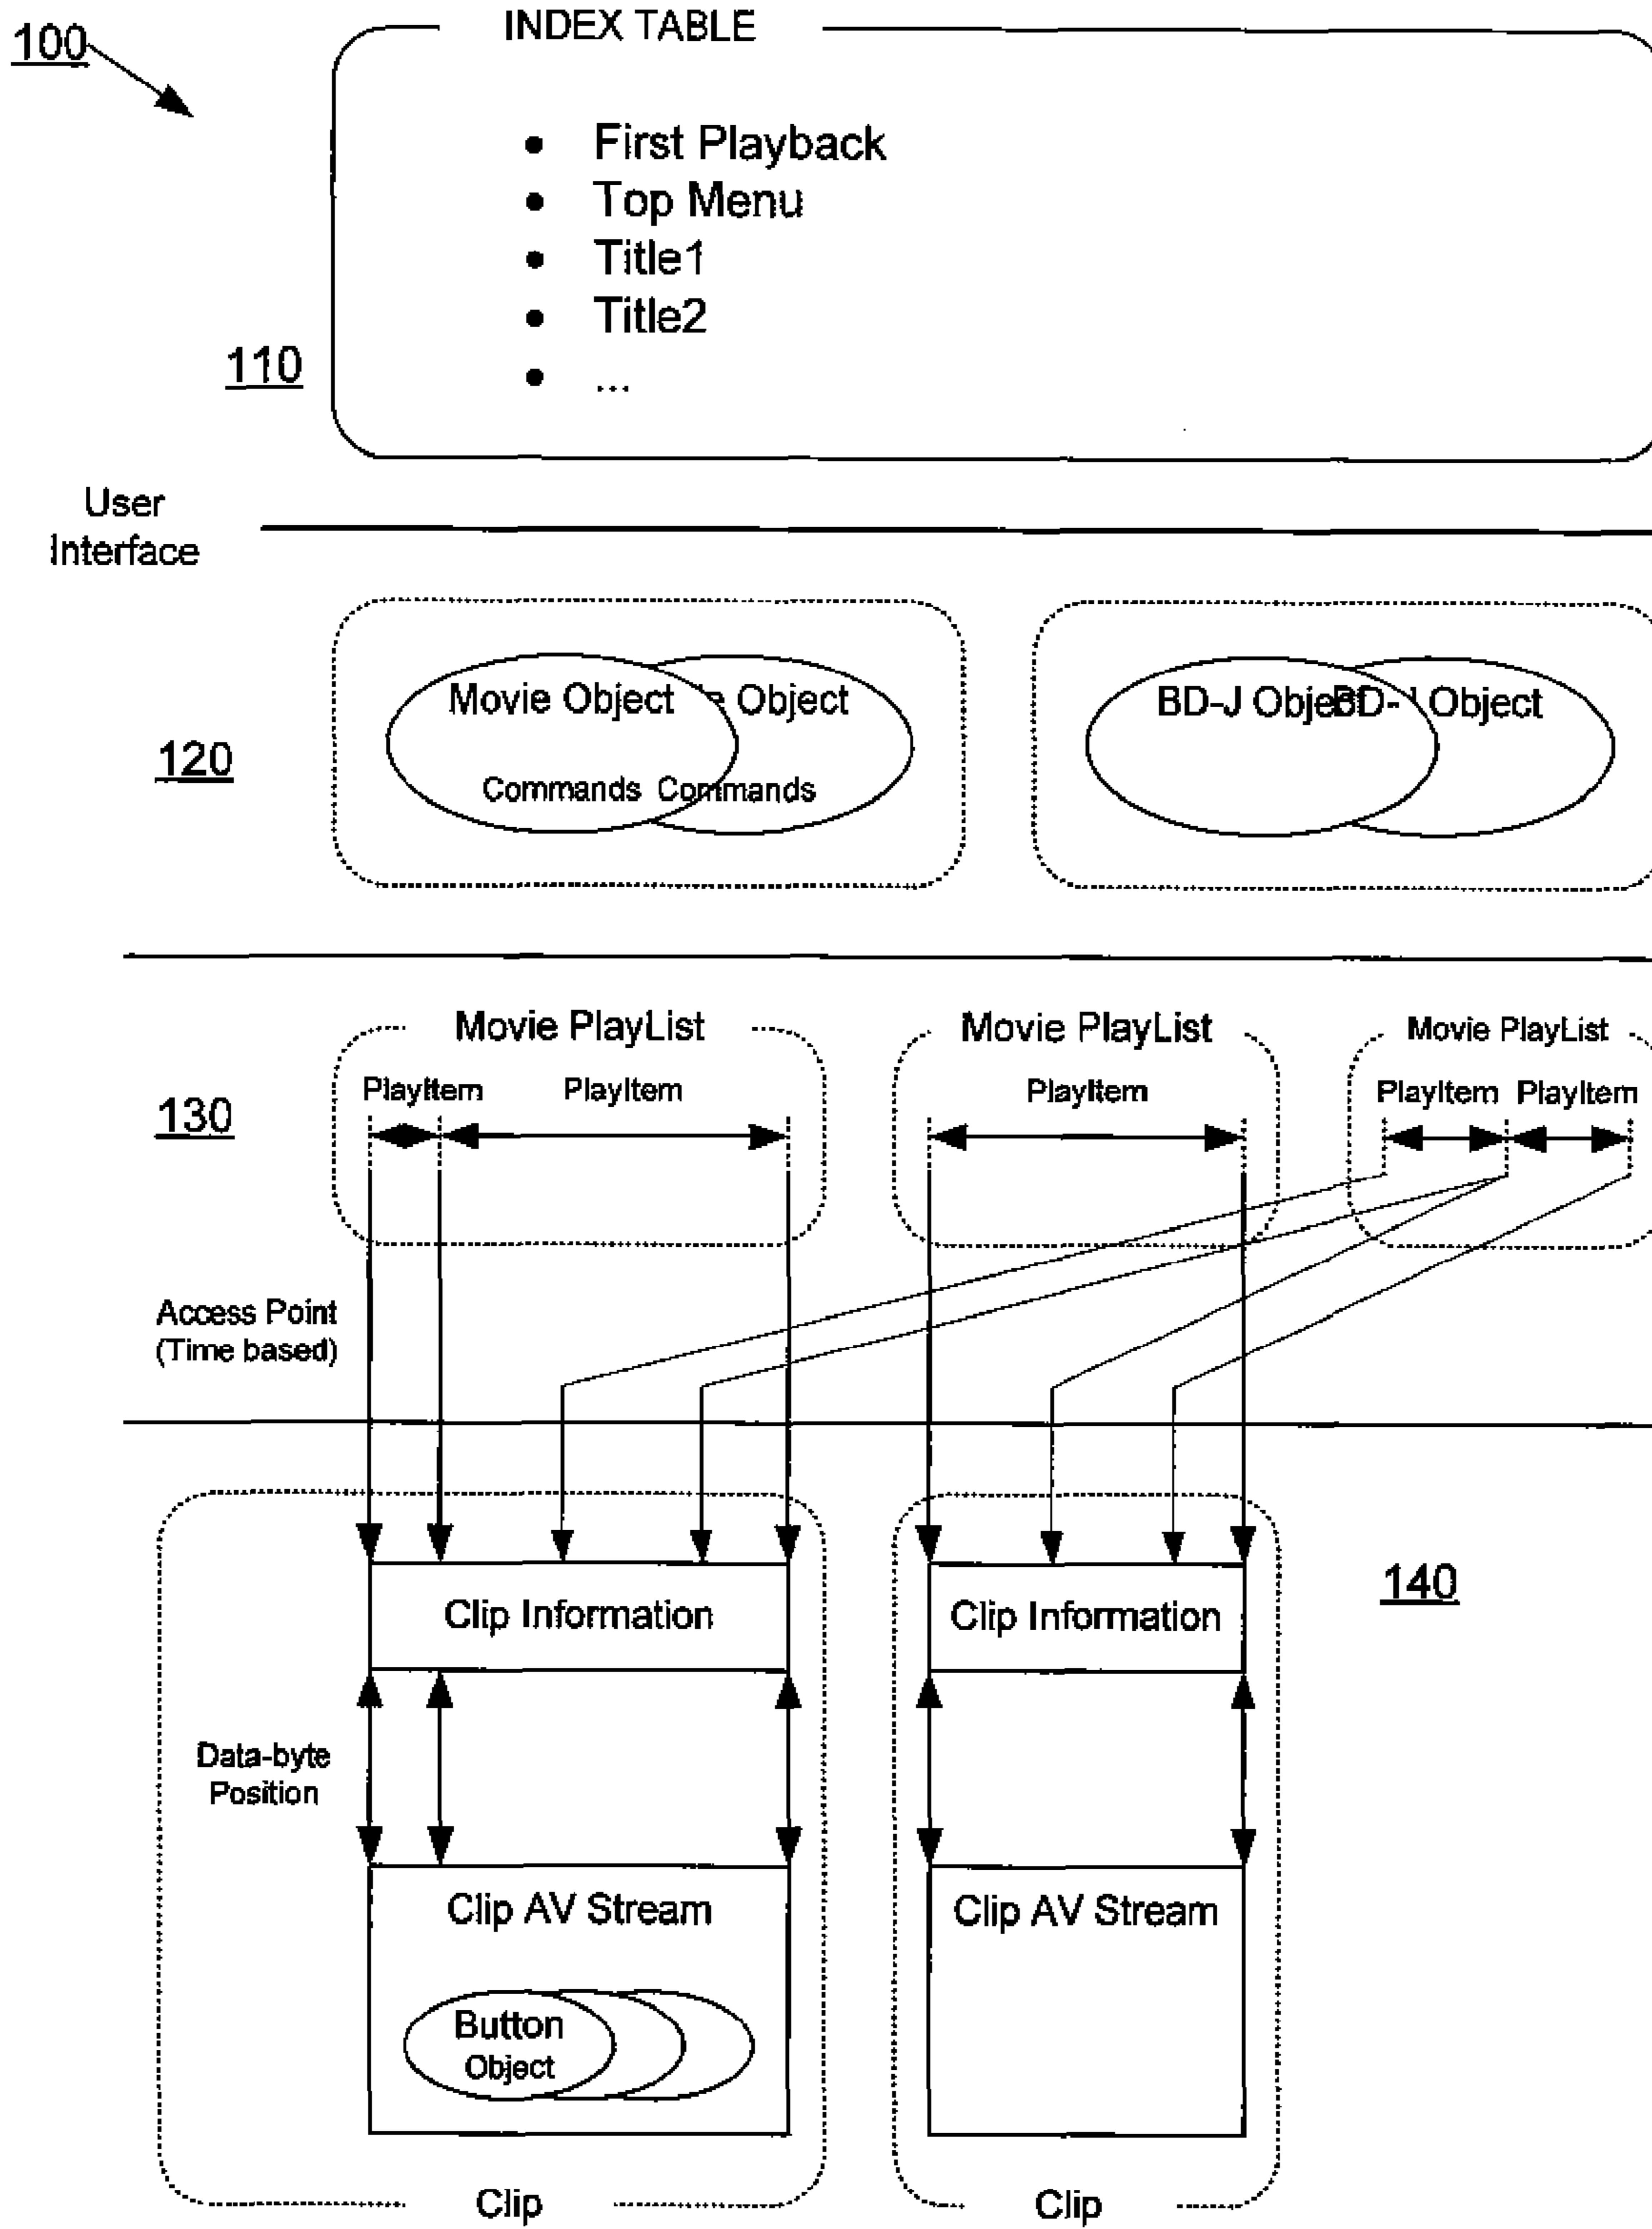 100
INDEX TABLE
• First Playback
• Top Menu
• Title1
• Title2
110
• ...
User
Interface
Movie Object
Object
BD-J Object
BD- Object
120
Commands
Commands
Movie PlayList
Movie PlayList
Movie PlayList
PlayItem
PlayItem
PlayItem
PlayItem
PlayItem
130
Access Point
(Time based)
140
Clip Information
Clip Information
Data-byte
Position
Clip AV Stream
Clip AV Stream
Button
Object
Clip
Clip